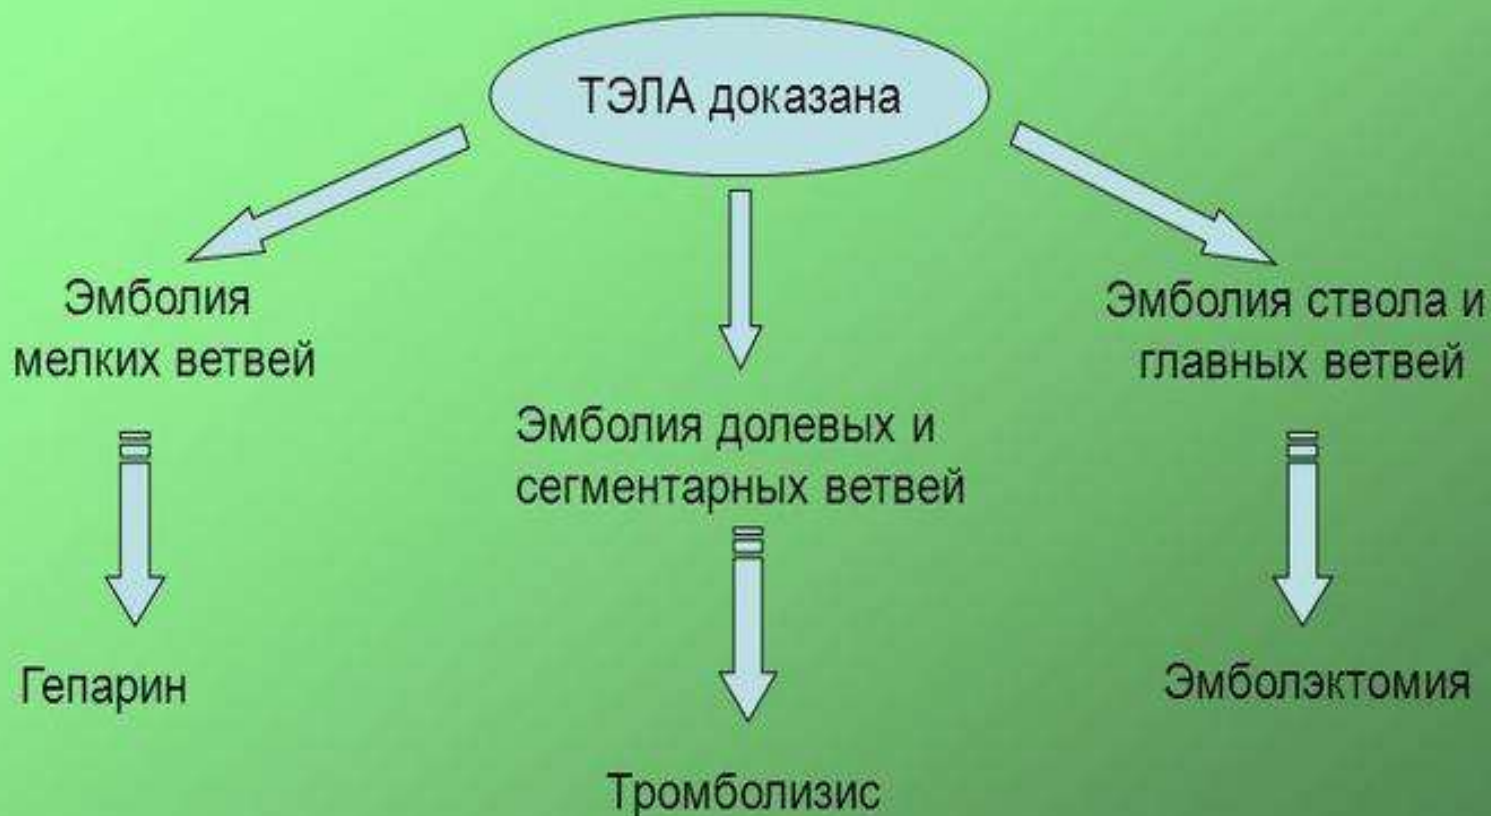 ТЭЛА доказана
Эмболия
мелких ветвей
Гепарин
Эмболия долевых и
сегментарных ветвей
Тромболизис
Эмболия ствола и
главных ветвей
Эмболэктомия